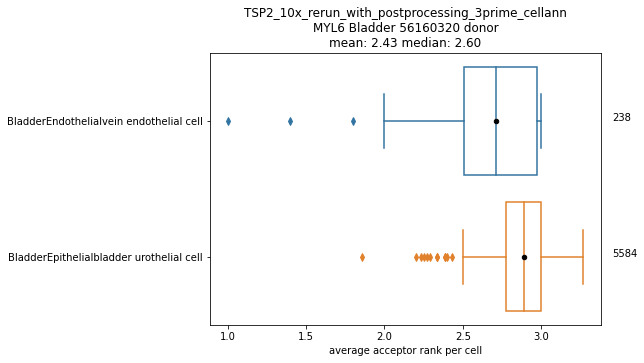 TSP2_10x_rerun_with_postprocessing_3prime_cellann
MYL6 Bladder 56160320 donor
mean: 2.43 median: 2.60
BladderEndothelialvein endothelial cell
238
BladderEpithelialbladder urothelial cell
5584
1.0 1.5 2.0 2.5 3.0
average acceptor rank per cell